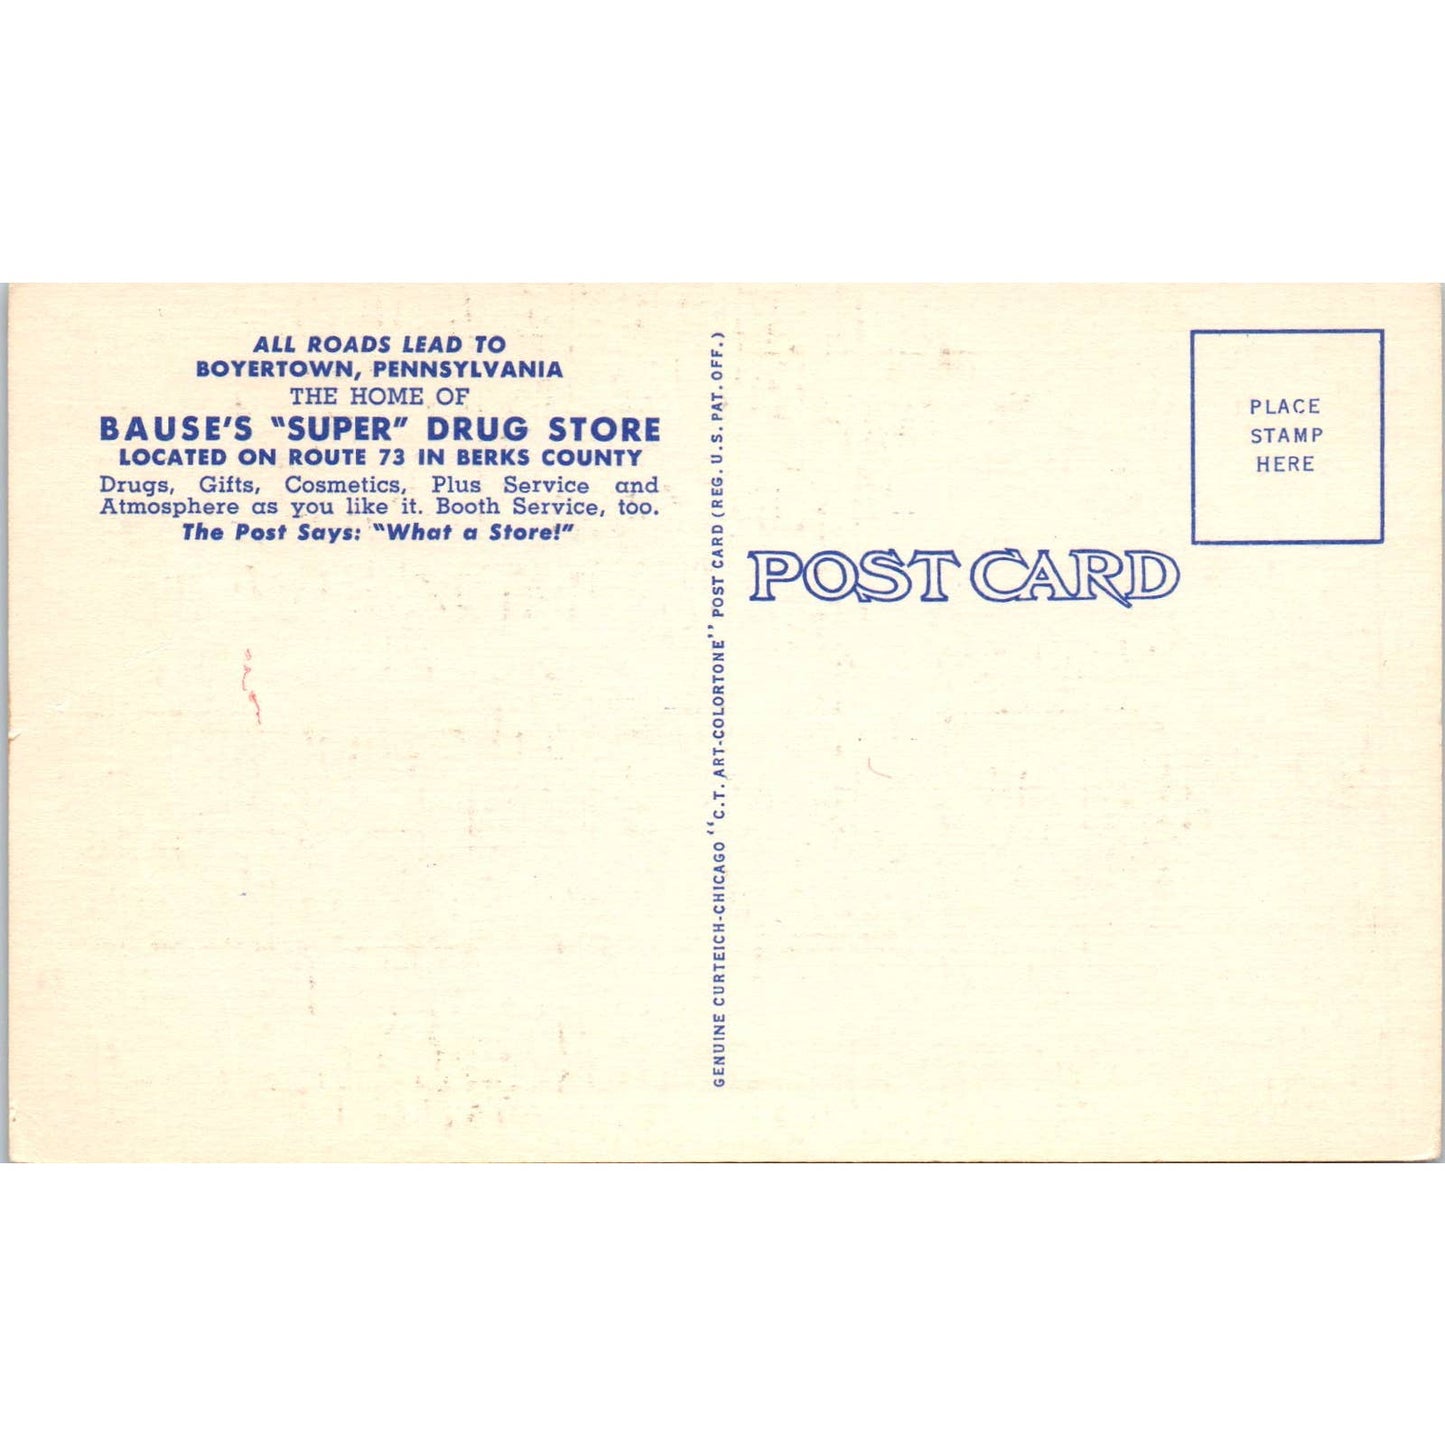 ALL ROADS LEAD TO
BOYERTOWN, PENNSYLVANIA
THE HOME OF
BAUSE'S "SUPER" DRUG STORE
LOCATED ON ROUTE 73 IN BERKS COUNTY
Drugs, Gifts, Cosmetics, Plus Service and
Atmosphere as you like it. Booth Service, too.
The Post Says: "What a Store!"
GENUINE CURTEICH-CHICAGO "C.T. ART-COLORTONE" POST CARD (REG. U.S. PAT. OFF.)
POST CARD
PLACE
STAMP
HERE